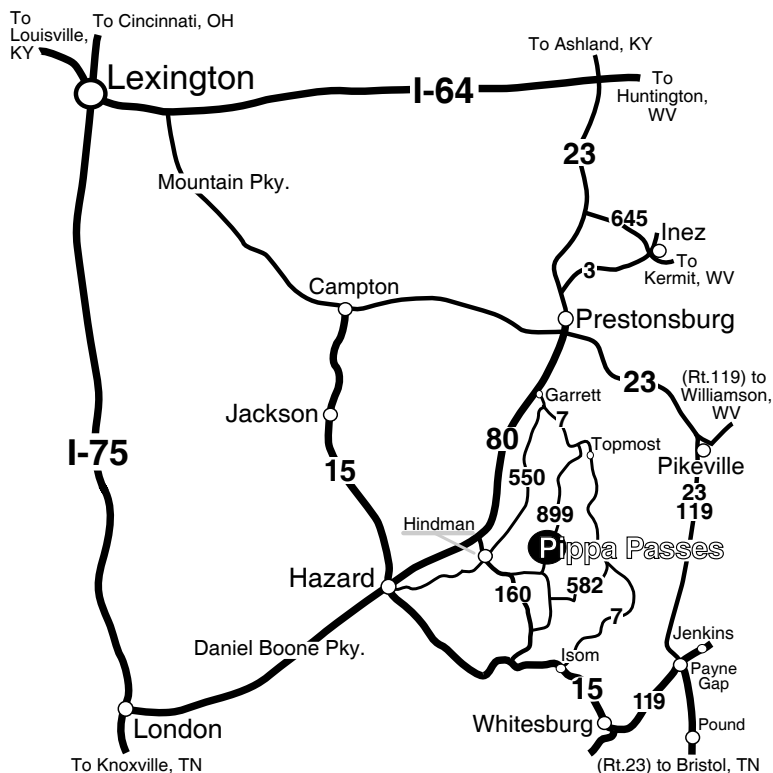 To
Louisville,
KY
To Cincinnati, OH
Lexington
I-64
To Ashland, KY
To
Huntington,
WV
23
Mountain Pky.
645
Inez
3
To
Kermit, WV
Campton
Prestonsburg
23
(Rt.119) to
Williamson,
WV
Garrett
7
Jackson
80
Topmost
I-75
15
550
Pikeville
23
119
899
Hindman
Pippa Passes
Hazard
160
582
7
Daniel Boone Pky.
Isom
Jenkins
Payne
Gap
15
119
London
Whitesburg
Pound
To Knoxville, TN
(Rt.23) to Bristol, TN